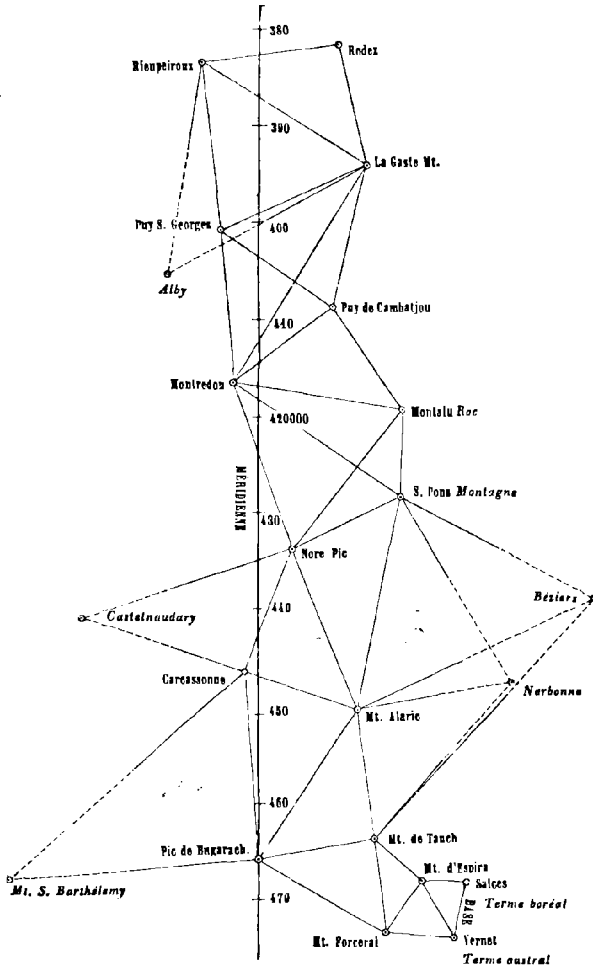 380
Rodez
Rieupeiroux
390
La Gaste Mt.
Puy S. Georges
400
Alby
Puy de Cambatjou
410
Montredon
Montalu Roc
420000
MERIDIENNE
S. Pons Montagne
430
Nore Pic
Béziers
440
Castelnaudary
Carcassonne
Narbonne
450
Mt. Alaric
460
Mt. de Tauch
Pic de Bugarach
Mt. d'Espira
Salces
Mt. S. Barthélemy
BASE
Terme boréal
470
Mt. Forceral
Vernet
Terme austral